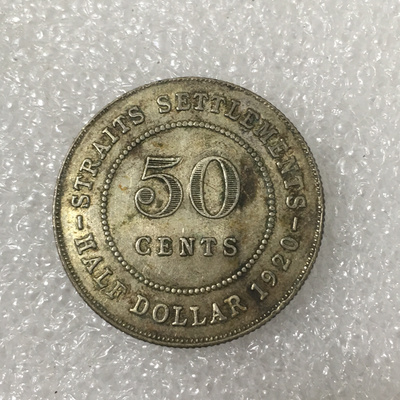 STRAITS SETTLEMENTS
50
CENTS
HALF DOLLAR 1920